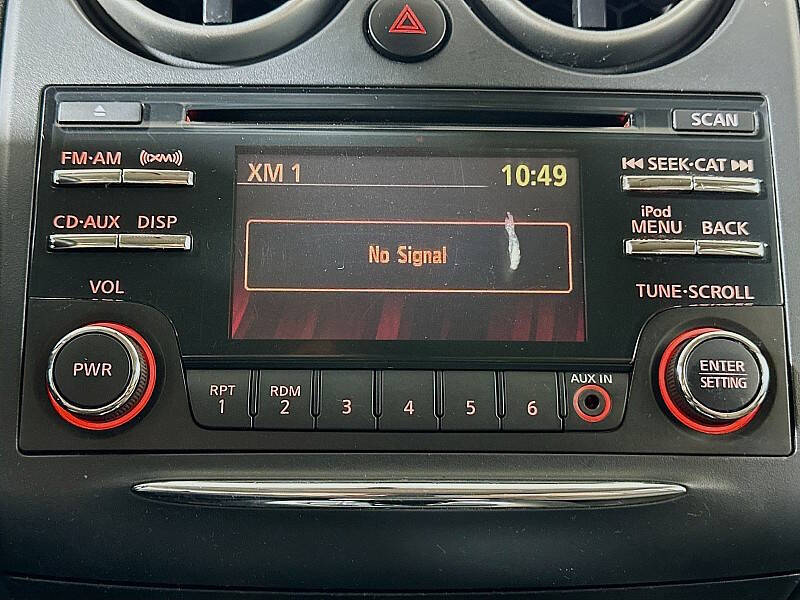 SCAN
FM·AM
((XM))
SEEK·CAT
XM 1
10:49
CD·AUX
DISP
iPod
MENU
BACK
No Signal
VOL
TUNE·SCROLL
PWR
ENTER
SETTING
RPT
1
RDM
2
3
4
5
6
AUX IN